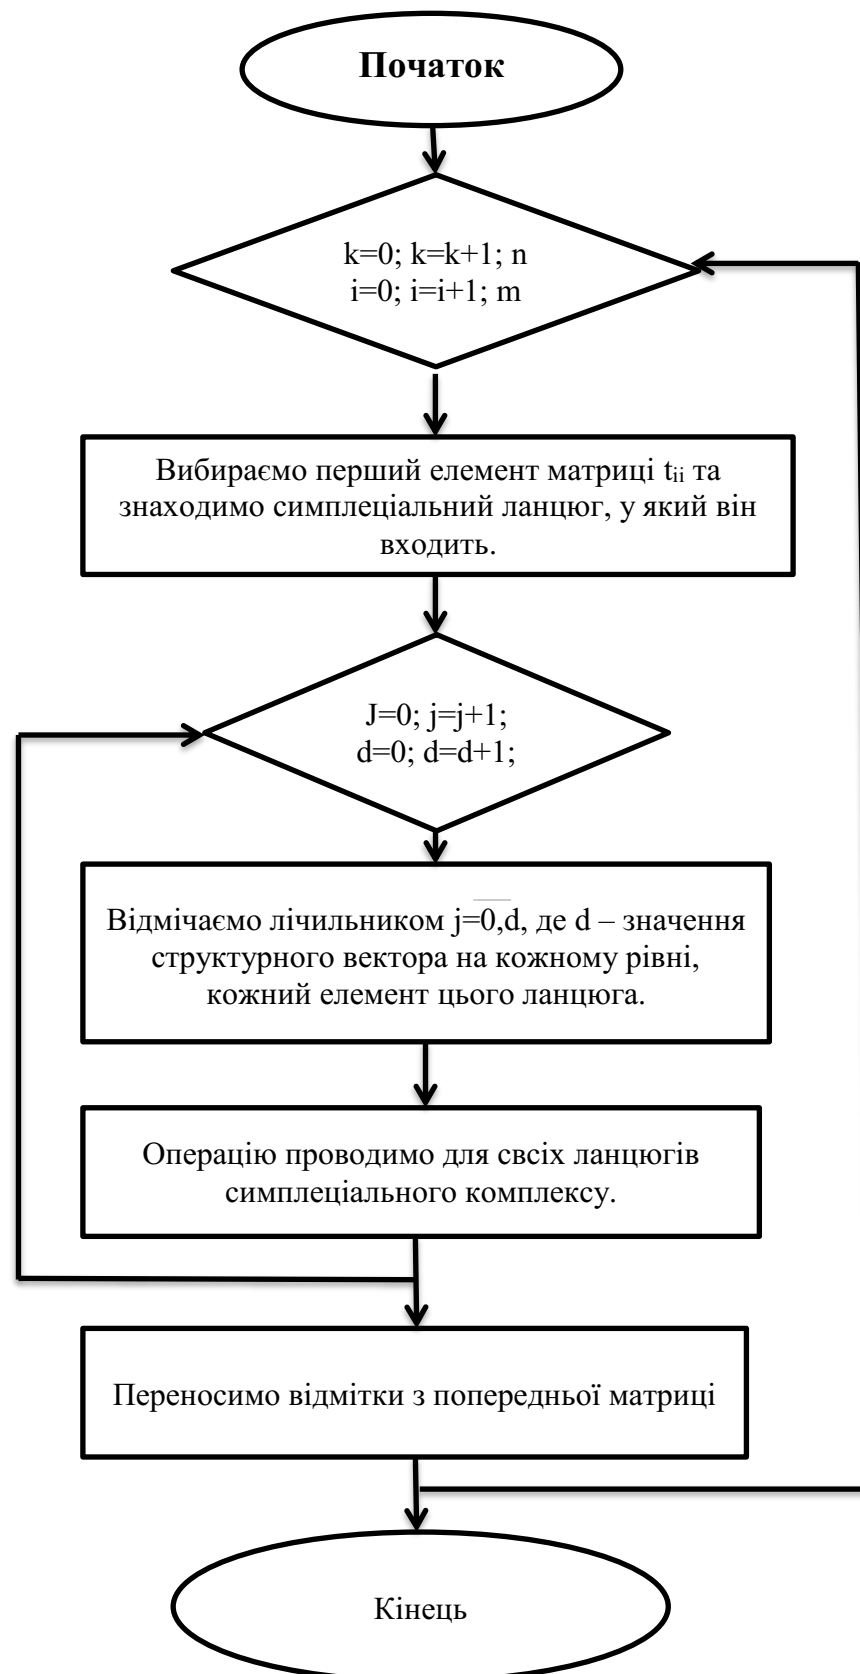 Початок
k=0; k=k+1; n
i=0; i=i+1; m
Вибираємо перший елемент матриці tᵢᵢ та
знаходимо симплеціальний ланцюг, у який він
входить.
J=0; j=j+1;
d=0; d=d+1;
Відмічаємо лічильником j=0,d, де d – значення
структурного вектора на кожному рівні,
кожний елемент цього ланцюга.
Операцію проводимо для свсіх ланцюгів
симплеціального комплексу.
Переносимо відмітки з попередньої матриці
Кінець